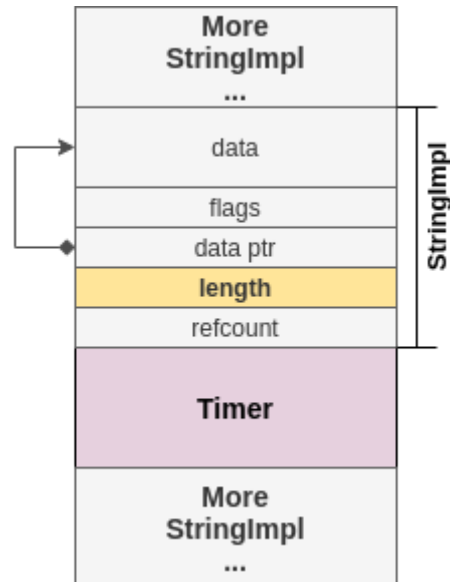 More
StringImpl
...
data
flags
data ptr
length
refcount
StringImpl
Timer
More
StringImpl
...